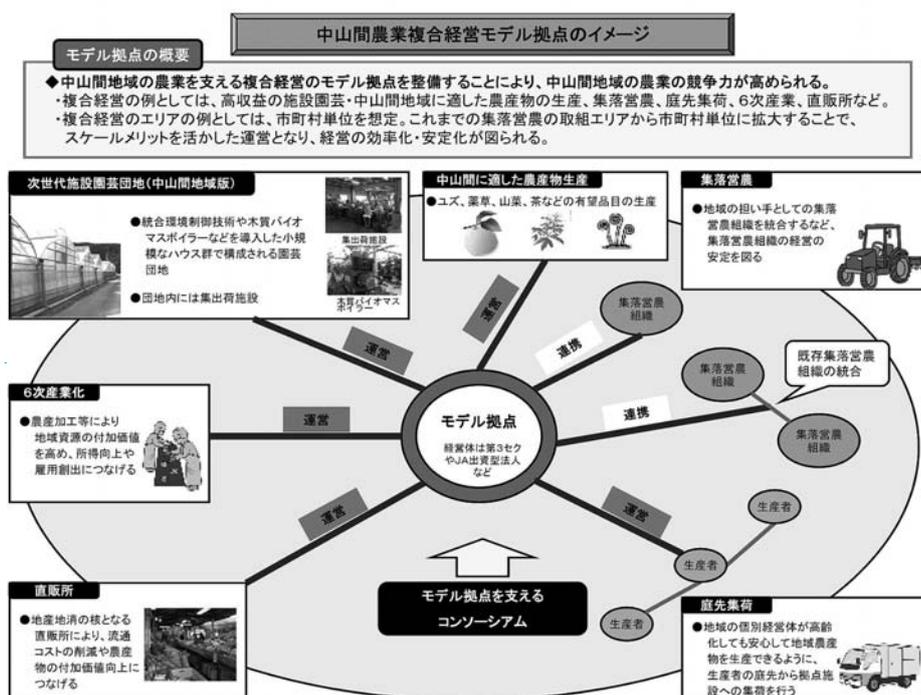 中山間農業複合経営モデル拠点のイメージ
モデル拠点の概要
◆中山間地域の農業を支える複合経営のモデル拠点を整備することにより、中山間地域の農業の競争力が高められる。
・複合経営の例としては、高収益の施設園芸・中山間地域に適した農産物の生産、集落営農、庭先集荷、6次産業、直販所など。
・複合経営のエリアの例としては、市町村単位を想定。これまでの集落営農の取組エリアから市町村単位に拡大することで、
スケールメリットを活かした運営となり、経営の効率化・安定化が図られる。
次世代施設園芸団地(中山間地域版)
●統合環境制御技術や木質バイオ
マスボイラーなどを導入した小規
模なハウス群で構成される園芸
団地
●団地内には集出荷施設
集出荷施設
木質バイオマス
ボイラー
中山間に適した農産物生産
●ユズ、薬草、山菜、茶などの有望品目の生産
集落営農
●地域の担い手としての集落
営農組織を統合するなど、
集落営農組織の経営の
安定を図る
運営
運営
連携
集落営農
組織
既存集落営農
組織の統合
集落営農
組織
連携
集落営農
組織
6次産業化
●農産加工等により
地域資源の付加価値
を高め、所得向上や
雇用創出につなげる
運営
モデル拠点
経営体は第3セク
やJA出資型法人
など
運営
運営
生産者
生産者
生産者
モデル拠点を支える
コンソーシアム
直販所
●地産地消の核となる
直販所により、流通
コストの削減や農産
物の付加価値向上に
つなげる
庭先集荷
●地域の個別経営体が高齢
化しても安心して地域農産
物を生産できるように、
生産者の庭先から拠点施
設への集荷を行う